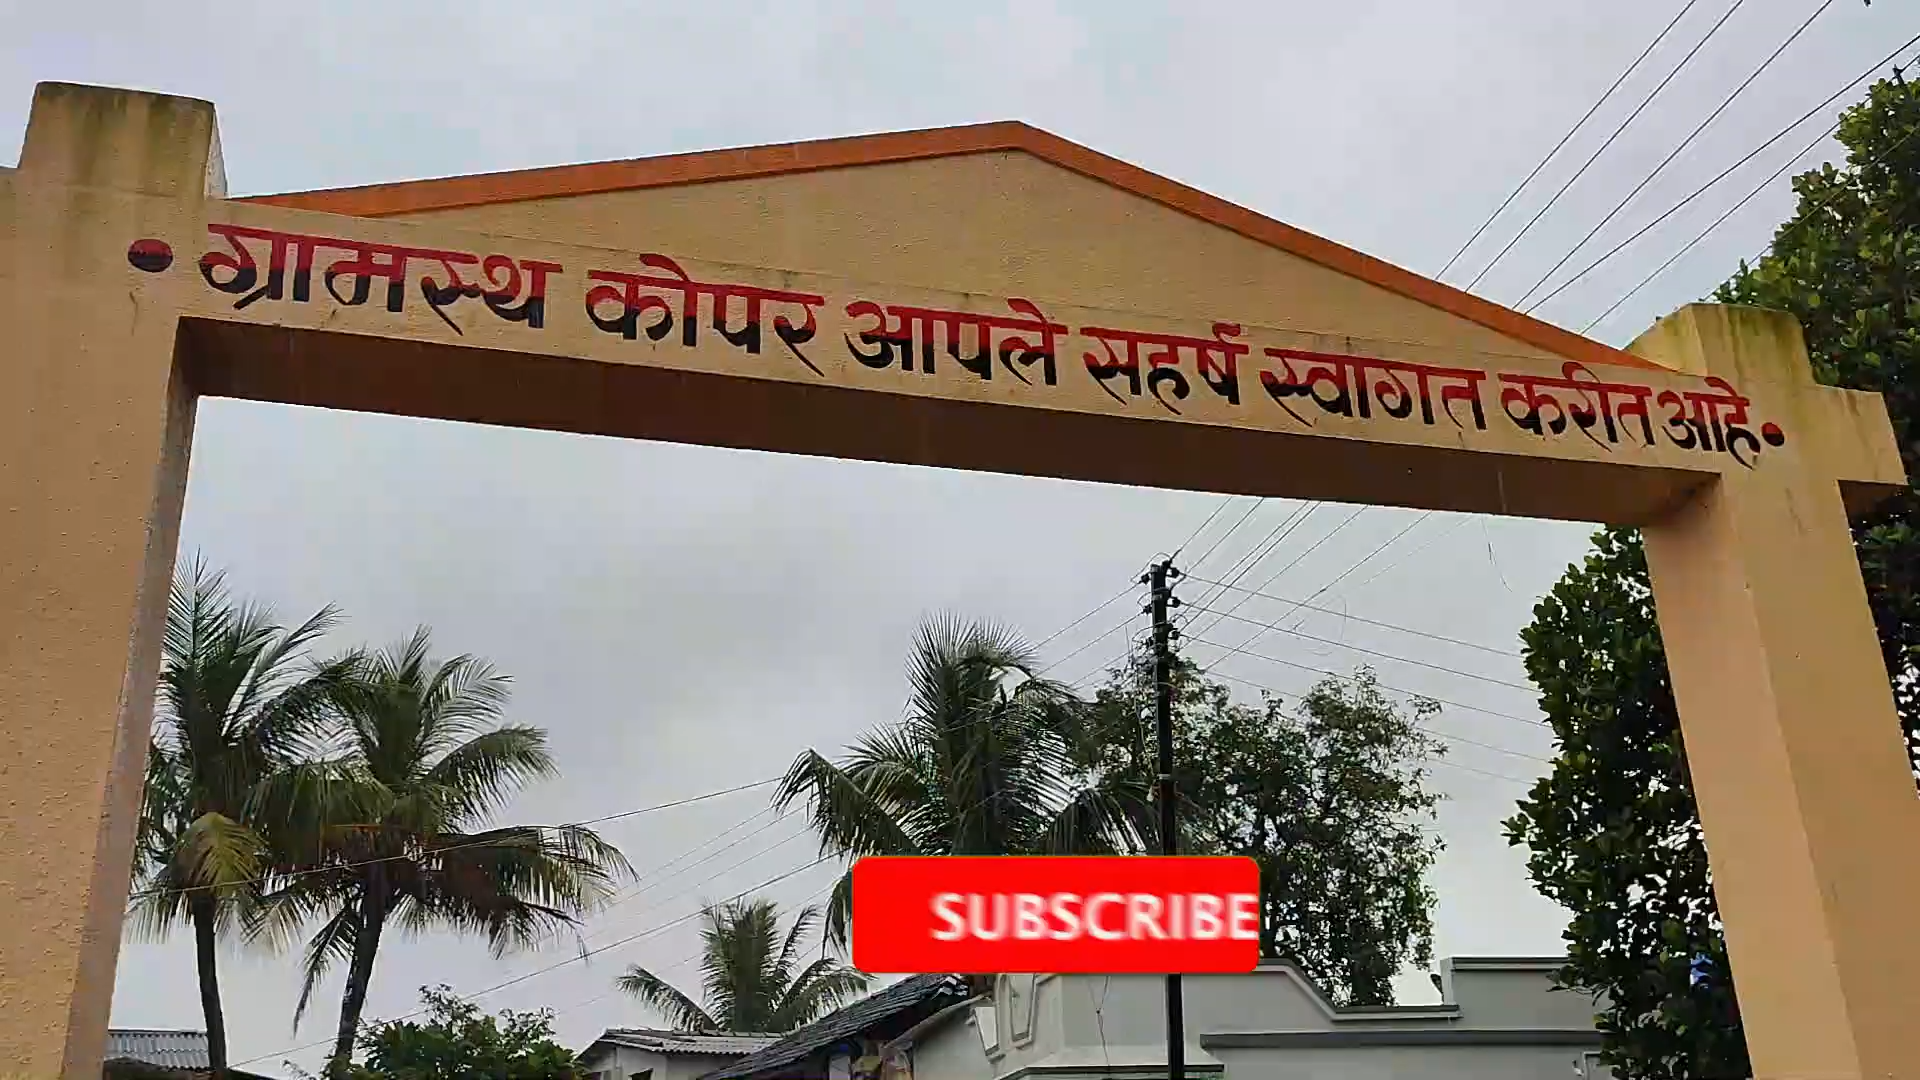 • ग्रामस्थ कोपर आपले सहर्ष स्वागत करीत आहे •
SUBSCRIBE